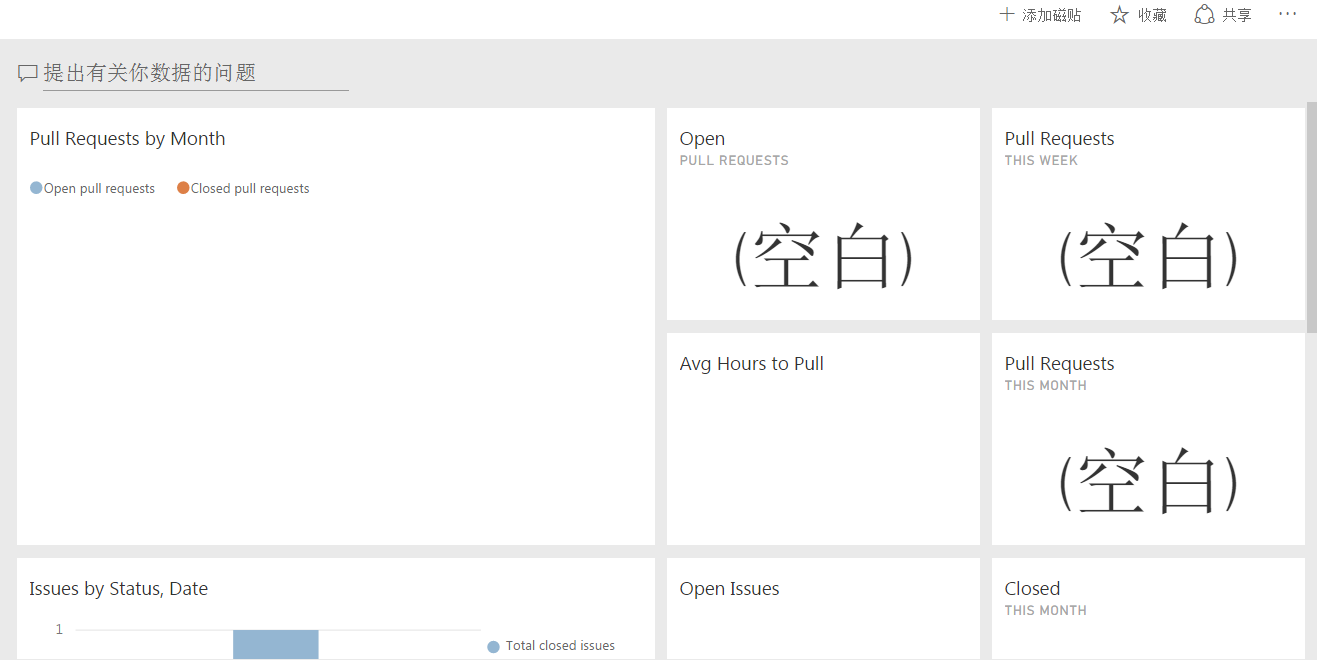 添加磁贴 收藏 共享 ···
提出有关你数据的问题
Pull Requests by Month
Open pull requests Closed pull requests
Open
PULL REQUESTS
(空白)
Pull Requests
THIS WEEK
(空白)
Avg Hours to Pull
Pull Requests
THIS MONTH
(空白)
Issues by Status, Date
1
Total closed issues
Open Issues
Closed
THIS MONTH